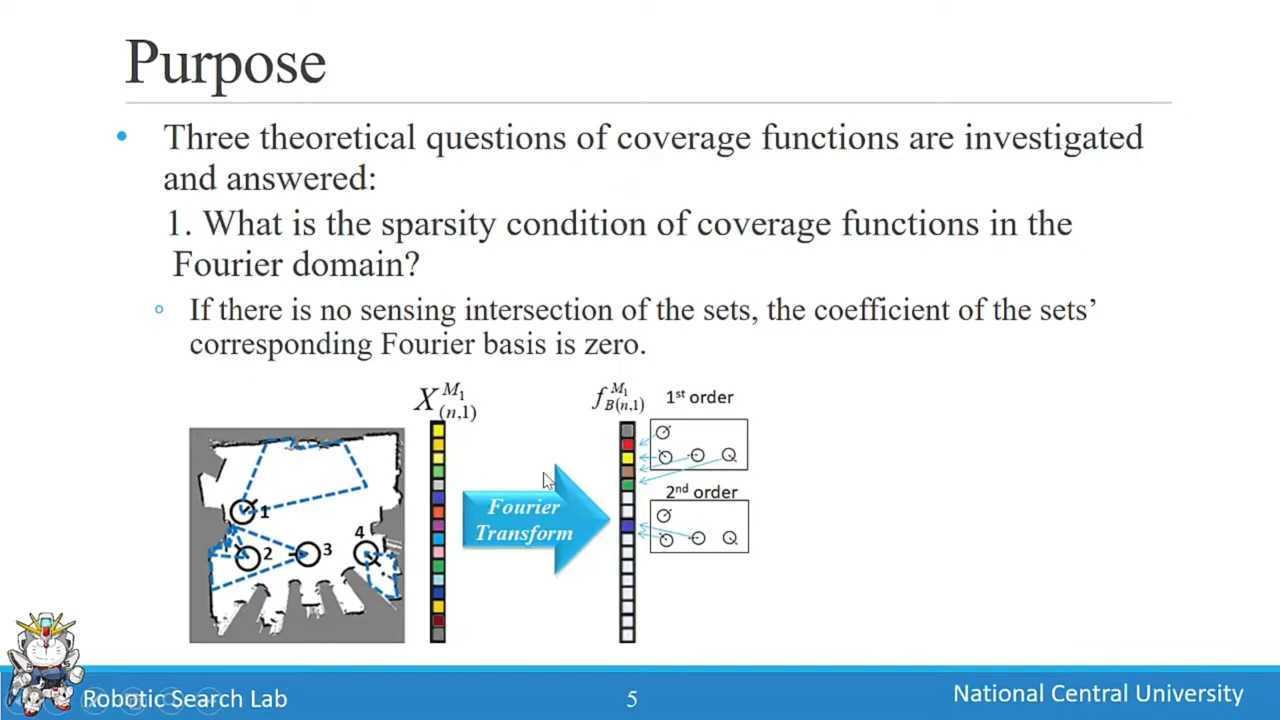 Purpose
• Three theoretical questions of coverage functions are investigated
and answered:
1. What is the sparsity condition of coverage functions in the
Fourier domain?
◦ If there is no sensing intersection of the sets, the coefficient of the sets’
corresponding Fourier basis is zero.
X^{M_1}_{(n,1)}
f^{M_1}_{B(n,1)}
1st order
1
2
3
4
Fourier
Transform
2nd order
Robotic Search Lab
5
National Central University